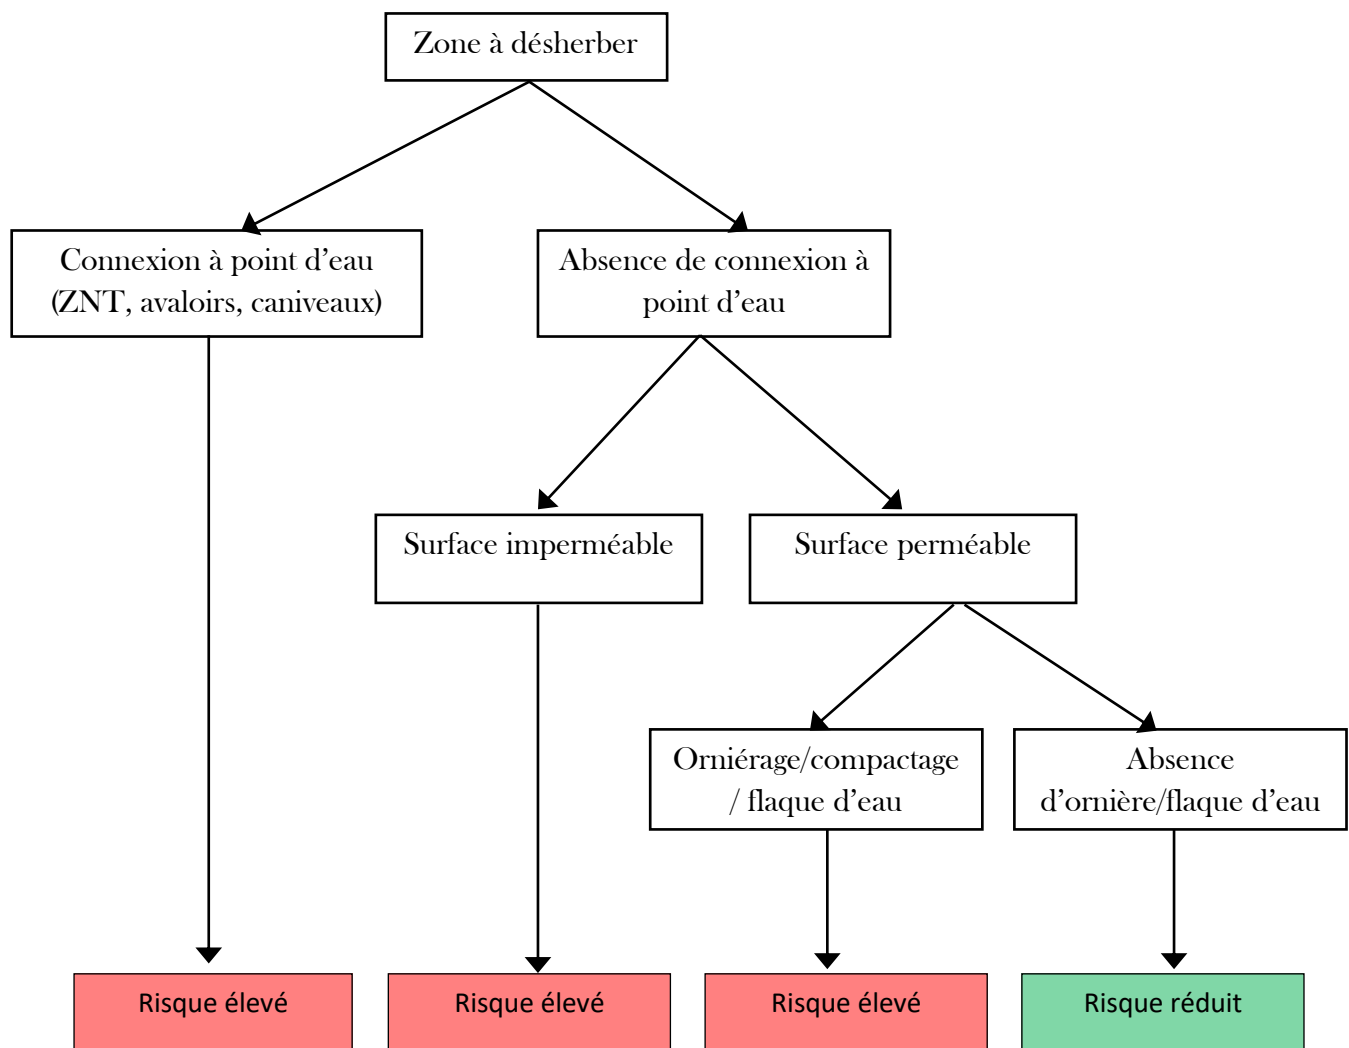 Zone à désherber
Connexion à point d’eau
(ZNT, avaloirs, caniveaux)
Absence de connexion à
point d’eau
Surface imperméable
Surface perméable
Orniérage/compactage
/ flaque d’eau
Absence
d’ornière/flaque d’eau
Risque élevé
Risque élevé
Risque élevé
Risque réduit